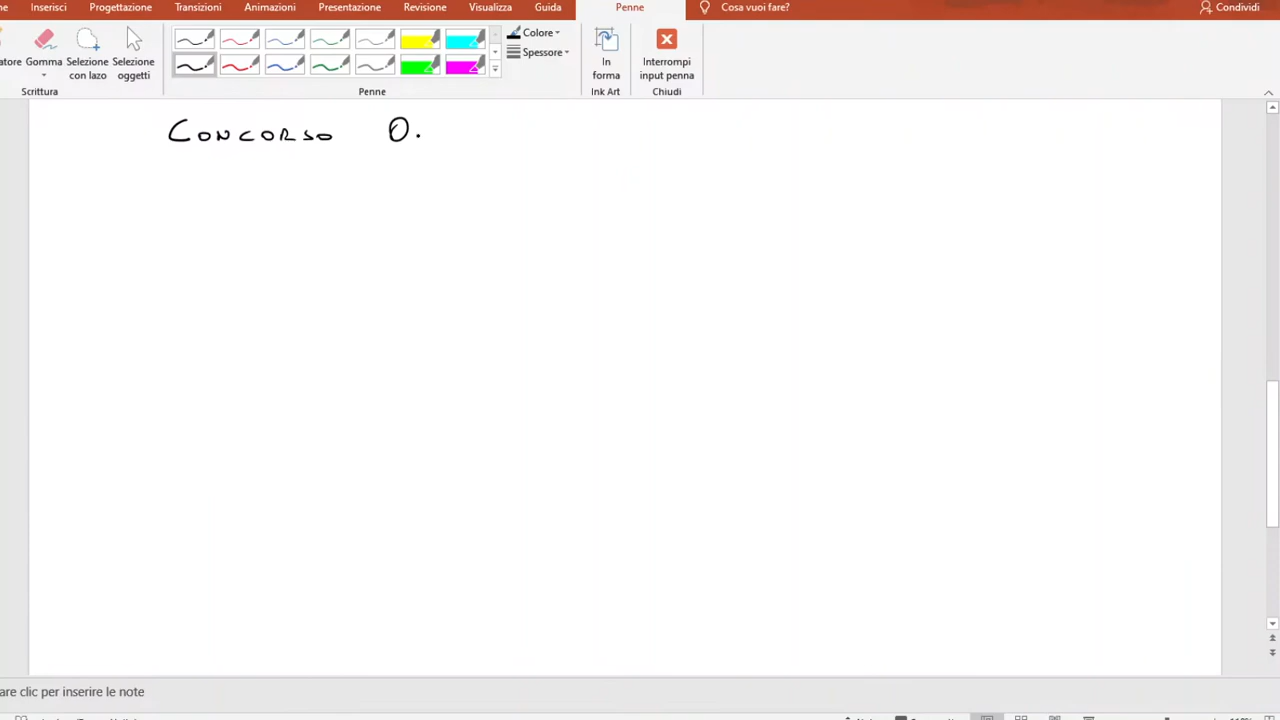 Inserisci Progettazione Transizioni Animazioni Presentazione Revisione Visualizza Guida Penne Cosa vuoi fare? Condividi
Gomma Selezione con lazo Selezione oggetti Colore Spessore In forma Interrompi input penna
Scrittura Penne Ink Art Chiudi
CONCORSO O.
are clic per inserire le note